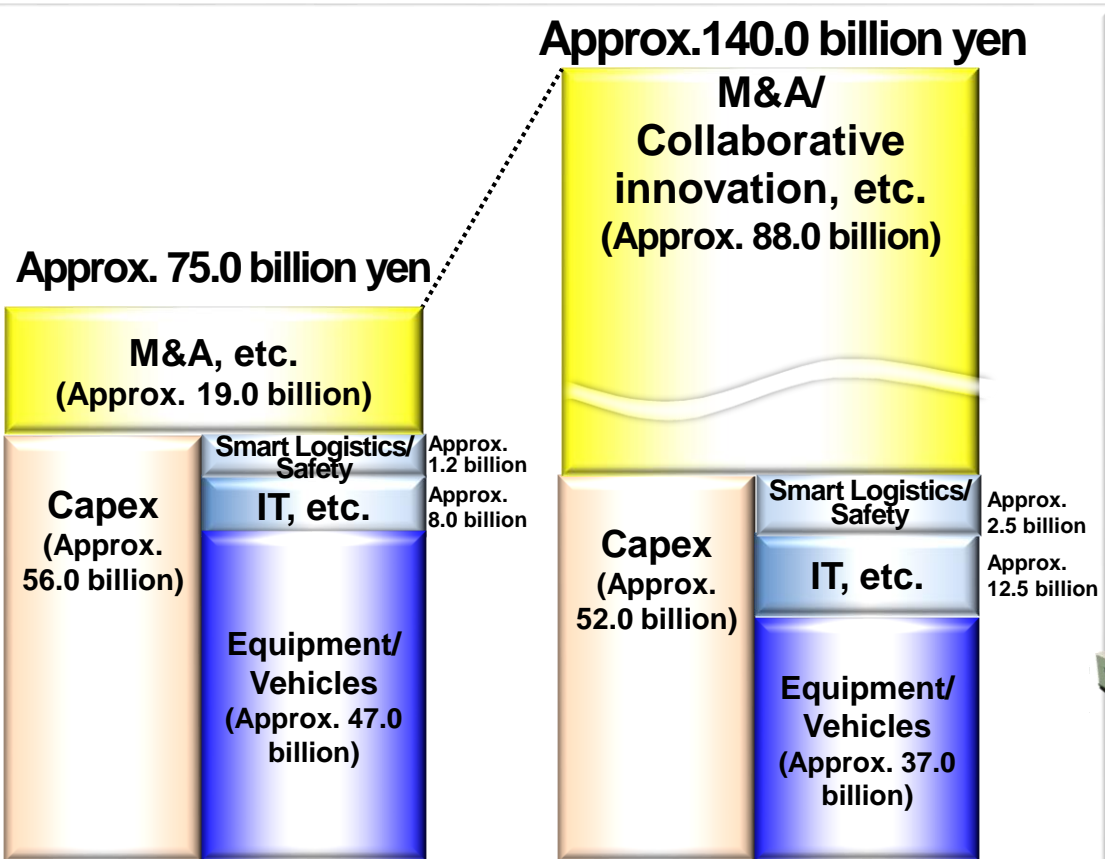 Approx. 75.0 billion yen
M&A, etc.
(Approx. 19.0 billion)
Capex
(Approx.
56.0 billion)
Smart Logistics/
Safety
Approx.
1.2 billion
IT, etc.
Approx.
8.0 billion
Equipment/
Vehicles
(Approx. 47.0
billion)
Approx.140.0 billion yen
M&A/
Collaborative
innovation, etc.
(Approx. 88.0 billion)
Capex
(Approx.
52.0 billion)
Smart Logistics/
Safety
Approx.
2.5 billion
IT, etc.
Approx.
12.5 billion
Equipment/
Vehicles
(Approx. 37.0
billion)